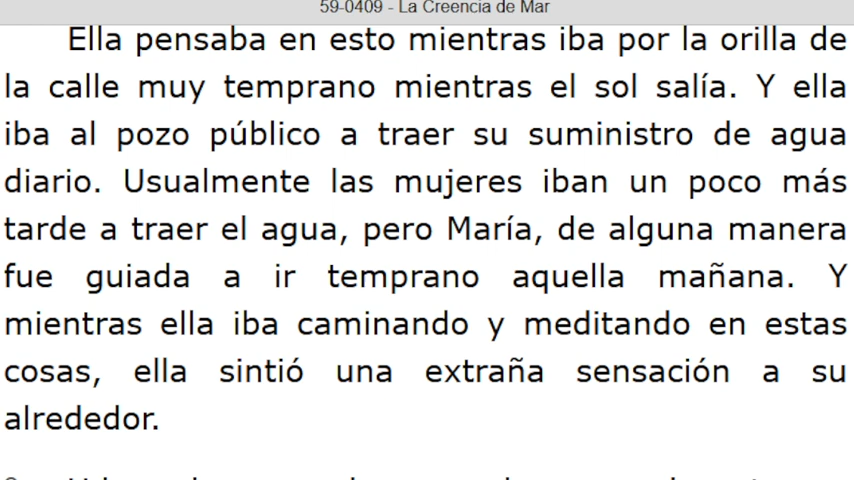 59-0409 - La Creencia de Mar
Ella pensaba en esto mientras iba por la orilla de
la calle muy temprano mientras el sol salía. Y ella
iba al pozo público a traer su suministro de agua
diario. Usualmente las mujeres iban un poco más
tarde a traer el agua, pero María, de alguna manera
fue guiada a ir temprano aquella mañana. Y
mientras ella iba caminando y meditando en estas
cosas, ella sintió una extraña sensación a su
alrededor.